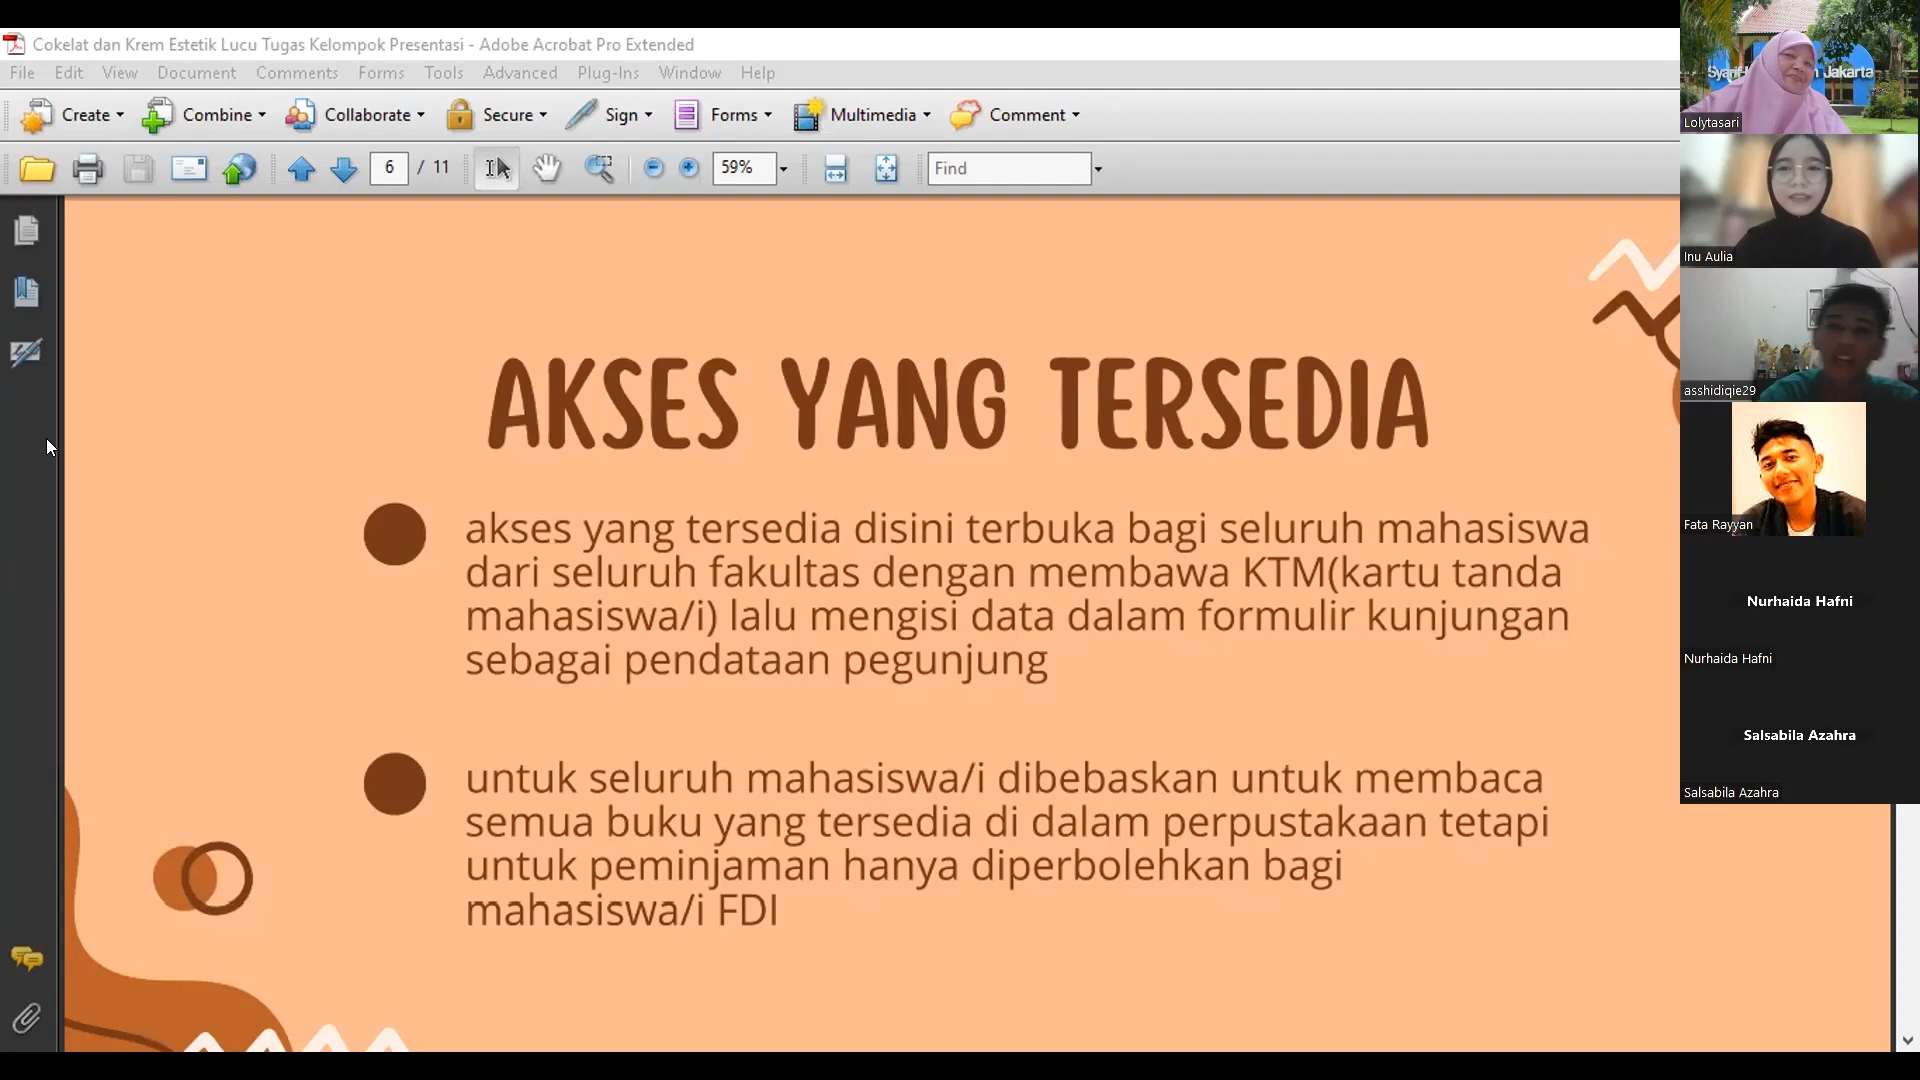 Cokelat dan Krem Estetik Lucu Tugas Kelompok Presentasi - Adobe Acrobat Pro Extended
File Edit View Document Comments Forms Tools Advanced Plug-Ins Window Help
Create Combine Collaborate Secure Sign Forms Multimedia Comment
6 / 11 59% Find
AKSES YANG TERSEDIA
akses yang tersedia disini terbuka bagi seluruh mahasiswa
dari seluruh fakultas dengan membawa KTM(kartu tanda
mahasiswa/i) lalu mengisi data dalam formulir kunjungan
sebagai pendataan pegunjung
untuk seluruh mahasiswa/i dibebaskan untuk membaca
semua buku yang tersedia di dalam perpustakaan tetapi
untuk peminjaman hanya diperbolehkan bagi
mahasiswa/i FDI
Jakarta
Lolytasari
Inu Aulia
asshidiqie29
Fata Rayyan
Nurhaida Hafni
Nurhaida Hafni
Salsabila Azahra
Salsabila Azahra